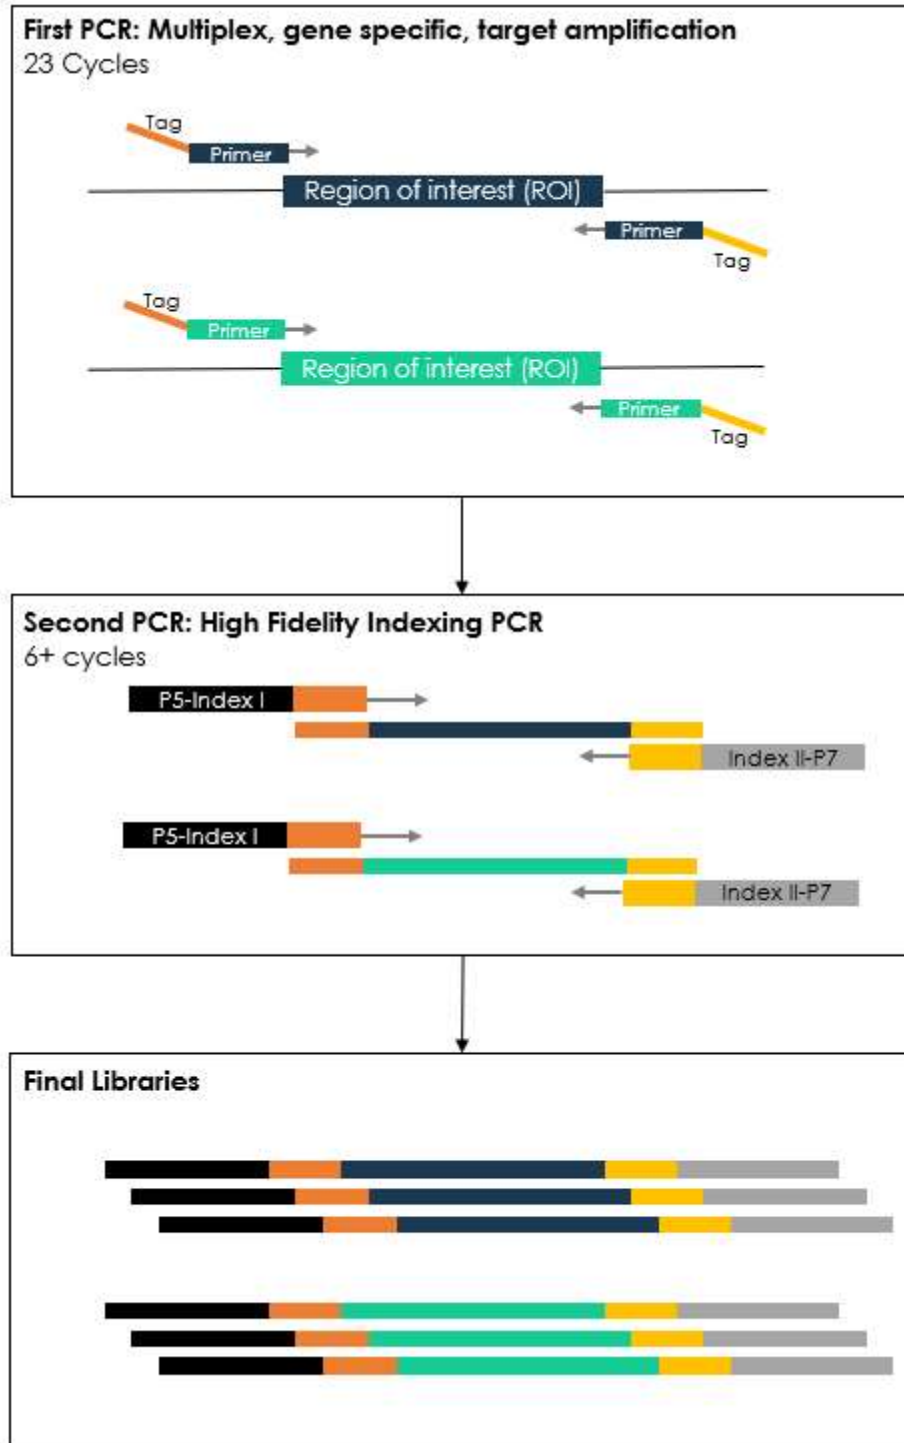 First PCR: Multiplex, gene specific, target amplification
23 Cycles
Tag
Primer
Region of interest (ROI)
Primer
Tag
Tag
Primer
Region of interest (ROI)
Primer
Tag
Second PCR: High Fidelity Indexing PCR
6+ cycles
P5-Index I
Index II-P7
P5-Index I
Index II-P7
Final Libraries